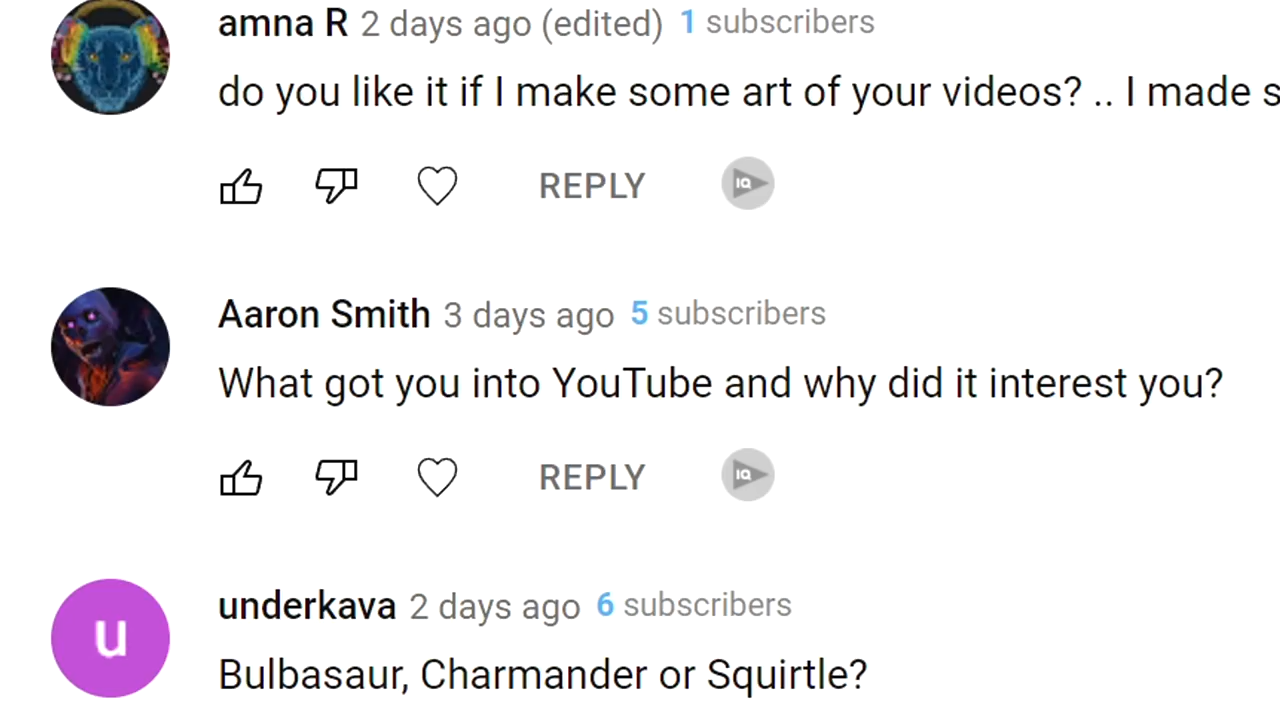 amna R 2 days ago (edited) 1 subscribers
do you like it if I make some art of your videos? .. I made s
REPLY IQ
Aaron Smith 3 days ago 5 subscribers
What got you into YouTube and why did it interest you?
REPLY IQ
u
underkava 2 days ago 6 subscribers
Bulbasaur, Charmander or Squirtle?